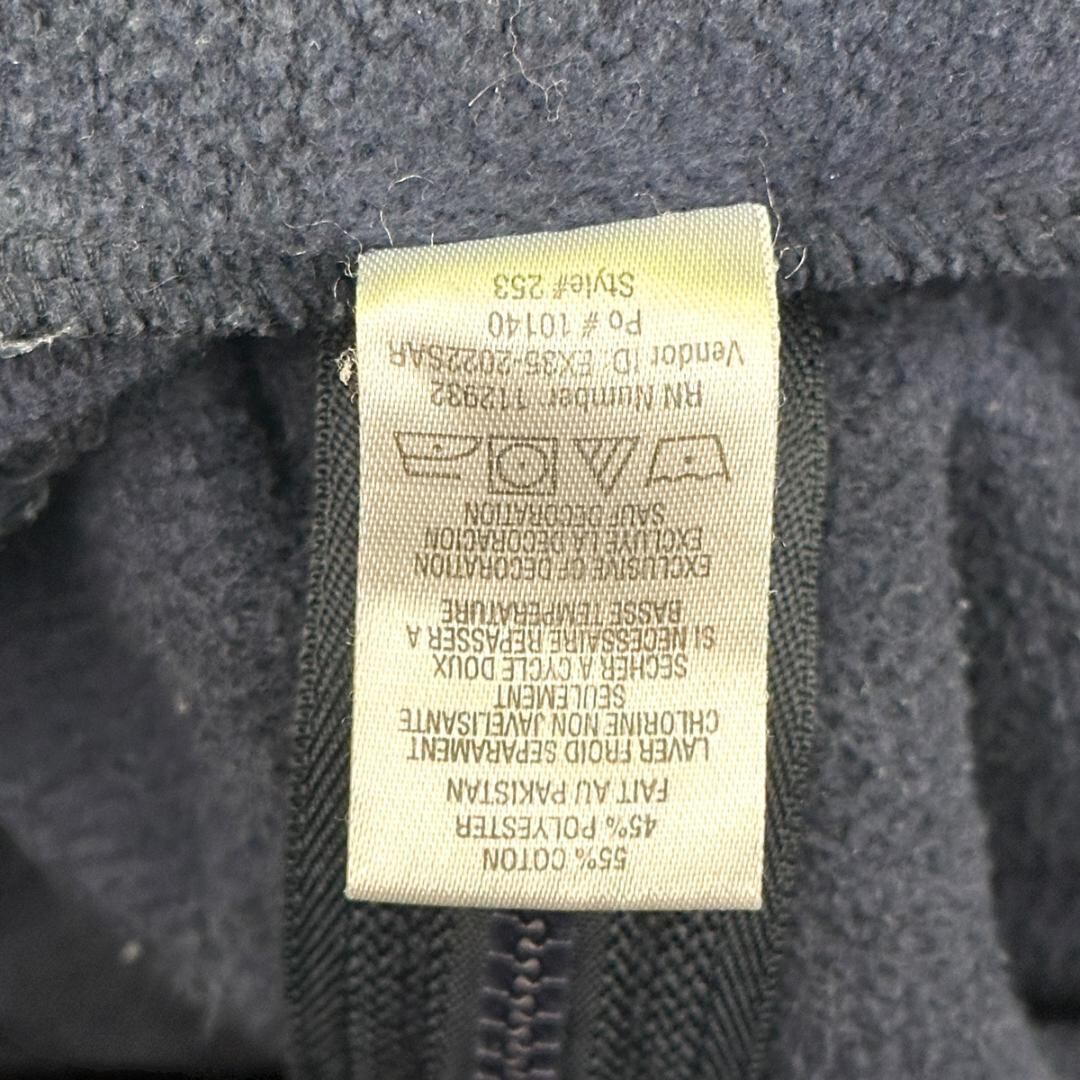 55% COTON
45% POLYESTER
FAIT AU PAKISTAN
LAVER FROID SEPARAMENT
CHLORINE NON JAVELISANTE
SEULEMENT
SECHER A CYCLE DOUX
SI NECESSAIRE REPASSER A
BASSE TEMPERATURE
EXCLUSIVE OF DECORATION
EXCLUYE LA DECORACION
SAUF DECORATION
RN Number 112932
Vendor ID: EX35-2022SAR
Po # 10140
Style# 253